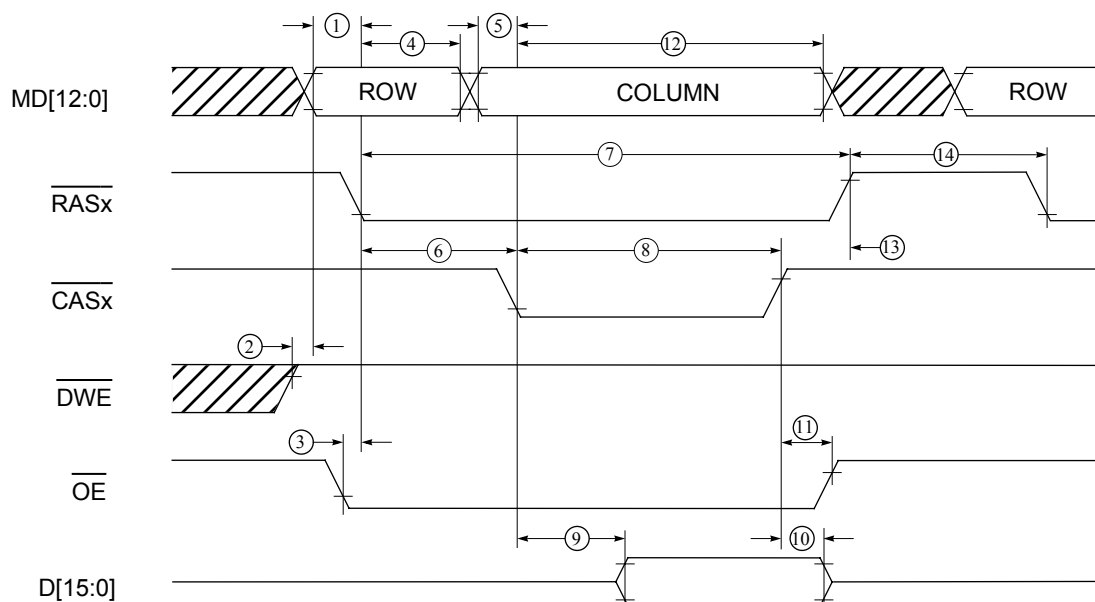 ① ⑤
④ ⑫
MD[12:0] ROW COLUMN ROW
⑦ ⑭
RASx
⑥ ⑧ ⑬
CASx
②
DWE
③ ⑪
OE
⑨ ⑩
D[15:0]